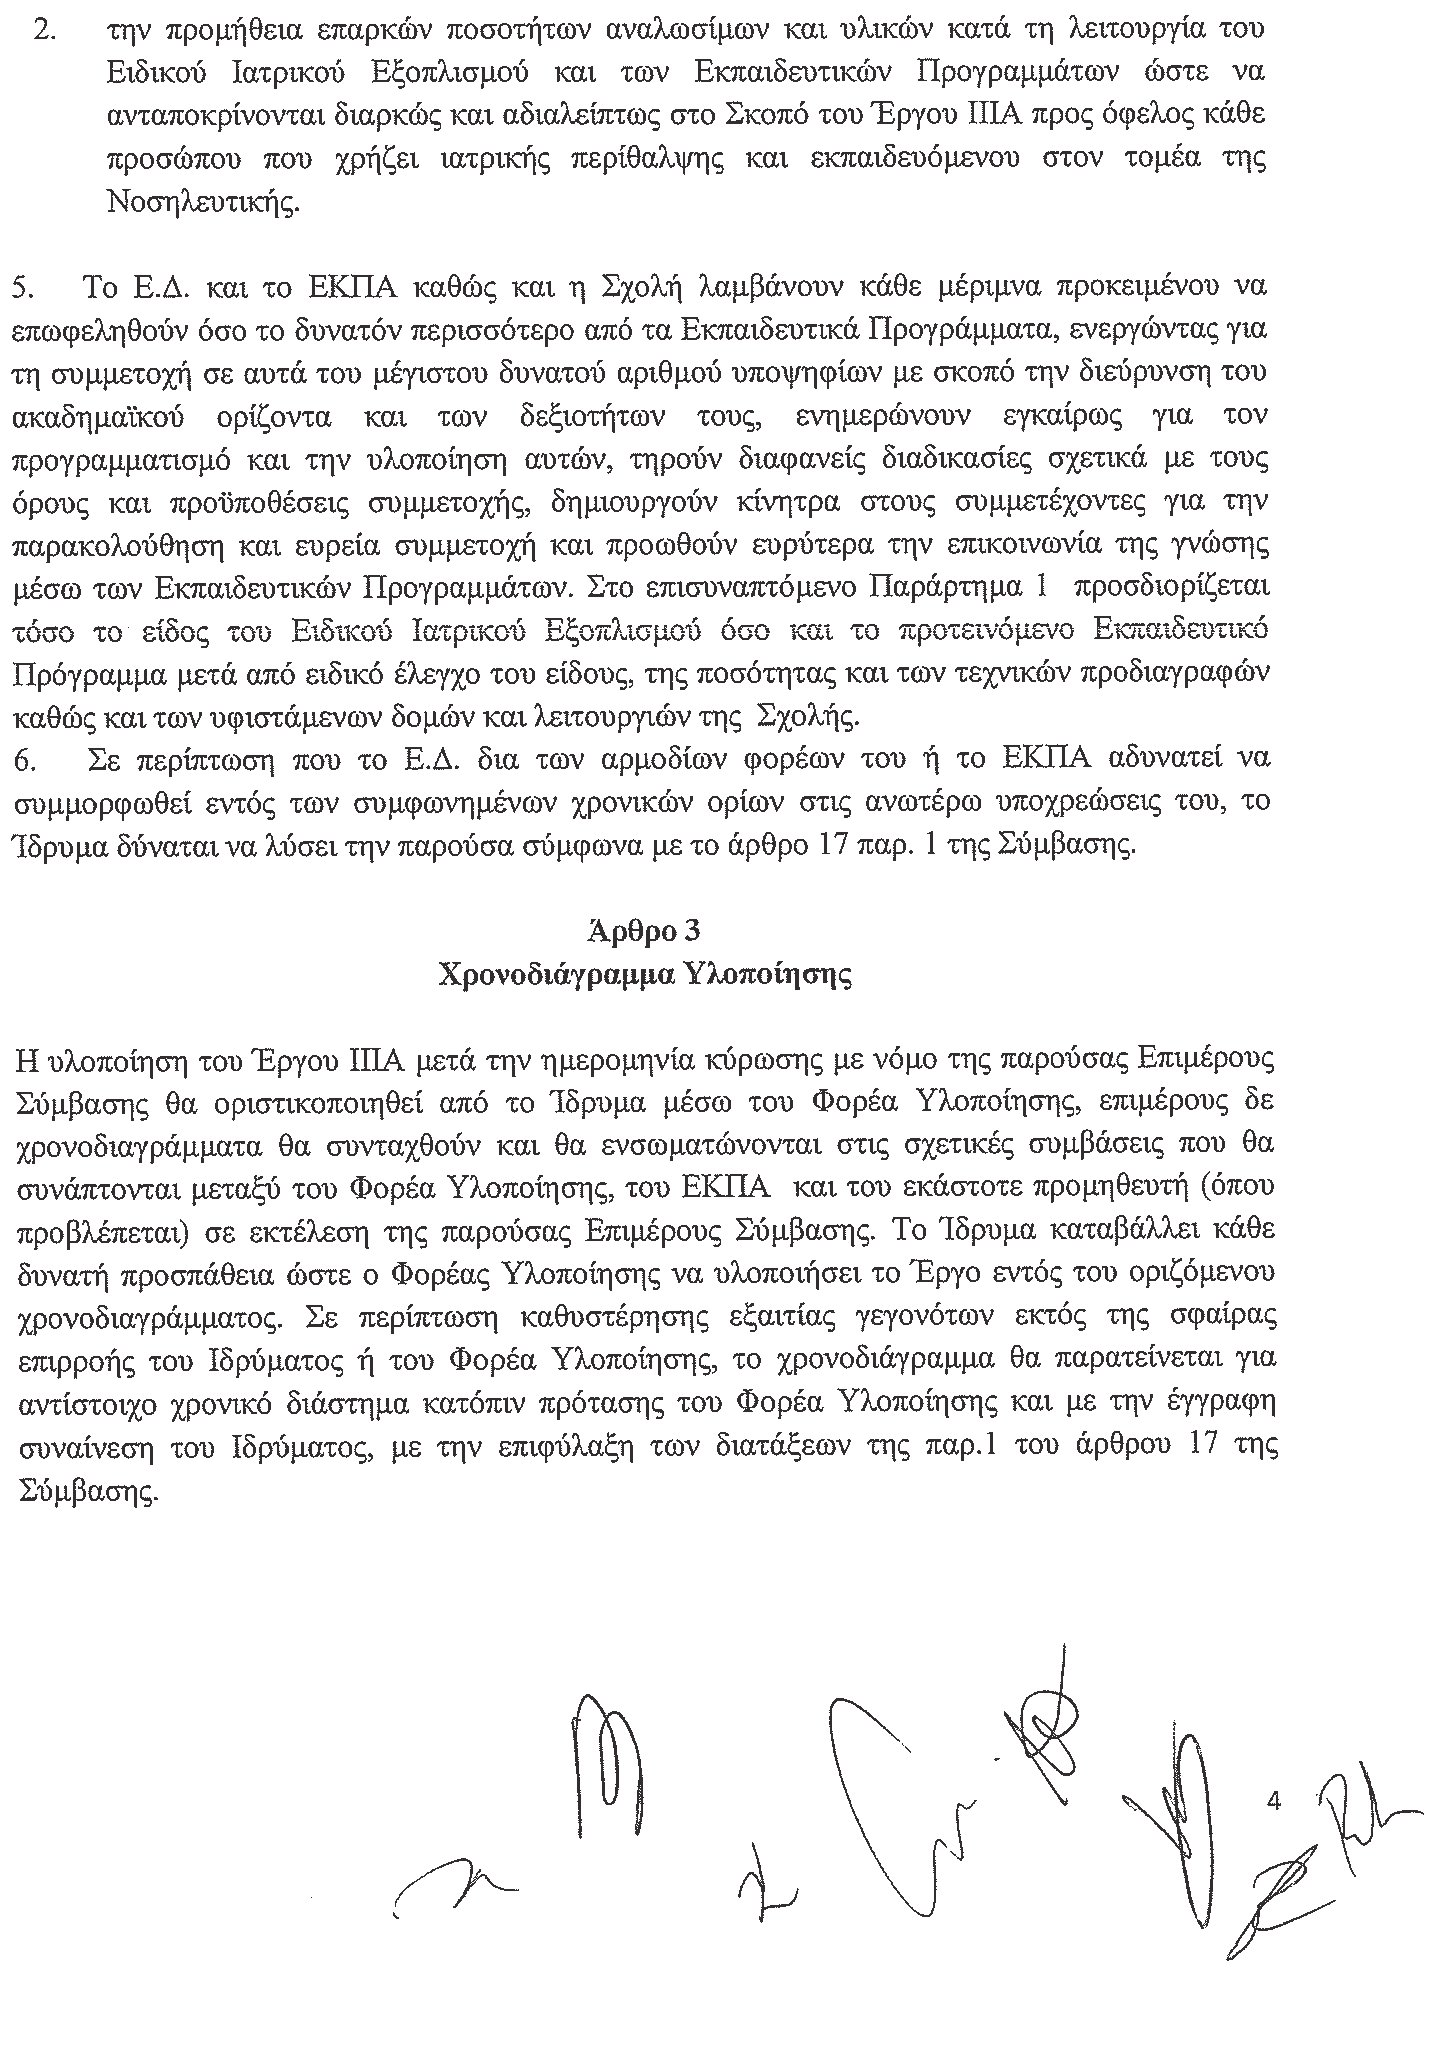 2. την προμήθεια επαρκών ποσοτήτων αναλωσίμων και υλικών κατά τη λειτουργία του
Ειδικού Ιατρικού Εξοπλισμού και των Εκπαιδευτικών Προγραμμάτων ώστε να
ανταποκρίνονται διαρκώς και αδιαλείπτως στο Σκοπό του Έργου ΙΠΑ προς όφελος κάθε
προσώπου που χρήζει ιατρικής περίθαλψης και εκπαιδευόμενου στον τομέα της
Νοσηλευτικής.
5. Το Ε.Δ. και το ΕΚΠΑ καθώς και η Σχολή λαμβάνουν κάθε μέριμνα προκειμένου να
επωφεληθούν όσο το δυνατόν περισσότερο από τα Εκπαιδευτικά Προγράμματα, ενεργώντας για
τη συμμετοχή σε αυτά του μέγιστου δυνατού αριθμού υποψηφίων με σκοπό την διεύρυνση του
ακαδημαϊκού ορίζοντα και των δεξιοτήτων τους, ενημερώνουν εγκαίρως για τον
προγραμματισμό και την υλοποίηση αυτών, τηρούν διαφανείς διαδικασίες σχετικά με τους
όρους και προϋποθέσεις συμμετοχής, δημιουργούν κίνητρα στους συμμετέχοντες για την
παρακολούθηση και ευρεία συμμετοχή και προωθούν ευρύτερα την επικοινωνία της γνώσης
μέσω των Εκπαιδευτικών Προγραμμάτων. Στο επισυναπτόμενο Παράρτημα 1 προσδιορίζεται
τόσο το είδος του Ειδικού Ιατρικού Εξοπλισμού όσο και το προτεινόμενο Εκπαιδευτικό
Πρόγραμμα μετά από ειδικό έλεγχο του είδους, της ποσότητας και των τεχνικών προδιαγραφών
καθώς και των υφιστάμενων δομών και λειτουργιών της Σχολής.
6. Σε περίπτωση που το Ε.Δ. δια των αρμοδίων φορέων του ή το ΕΚΠΑ αδυνατεί να
συμμορφωθεί εντός των συμφωνημένων χρονικών ορίων στις ανωτέρω υποχρεώσεις του, το
Ίδρυμα δύναται να λύσει την παρούσα σύμφωνα με το άρθρο 17 παρ. 1 της Σύμβασης.
Άρθρο 3
Χρονοδιάγραμμα Υλοποίησης
Η υλοποίηση του Έργου ΙΠΑ μετά την ημερομηνία κύρωσης με νόμο της παρούσας Επιμέρους
Σύμβασης θα οριστικοποιηθεί από το Ίδρυμα μέσω του Φορέα Υλοποίησης, επιμέρους δε
χρονοδιαγράμματα θα συνταχθούν και θα ενσωματώνονται στις σχετικές συμβάσεις που θα
συνάπτονται μεταξύ του Φορέα Υλοποίησης, του ΕΚΠΑ και του εκάστοτε προμηθευτή (όπου
προβλέπεται) σε εκτέλεση της παρούσας Επιμέρους Σύμβασης. Το Ίδρυμα καταβάλλει κάθε
δυνατή προσπάθεια ώστε ο Φορέας Υλοποίησης να υλοποιήσει το Έργο εντός του οριζόμενου
χρονοδιαγράμματος. Σε περίπτωση καθυστέρησης εξαιτίας γεγονότων εκτός της σφαίρας
επιρροής του Ιδρύματος ή του Φορέα Υλοποίησης, το χρονοδιάγραμμα θα παρατείνεται για
αντίστοιχο χρονικό διάστημα κατόπιν πρότασης του Φορέα Υλοποίησης και με την έγγραφη
συναίνεση του Ιδρύματος, με την επιφύλαξη των διατάξεων της παρ.1 του άρθρου 17 της
Σύμβασης.
4